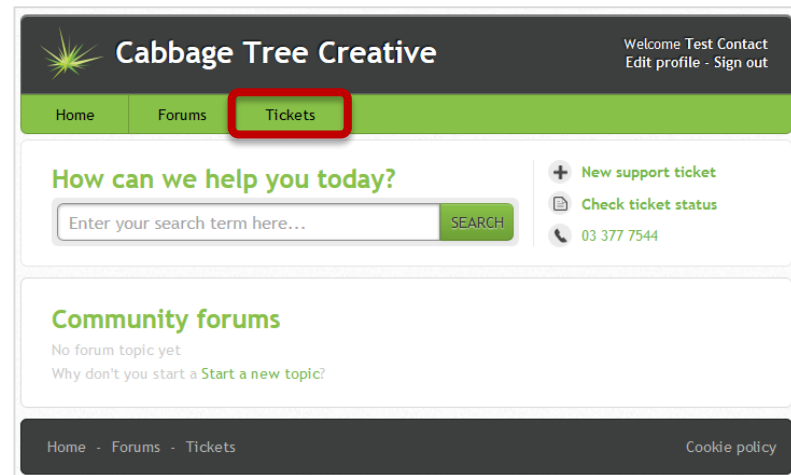 Cabbage Tree Creative
Welcome Test Contact
Edit profile - Sign out
Home Forums Tickets
How can we help you today?
Enter your search term here... SEARCH
New support ticket
Check ticket status
03 377 7544
Community forums
No forum topic yet
Why don't you start a Start a new topic?
Home - Forums - Tickets Cookie policy